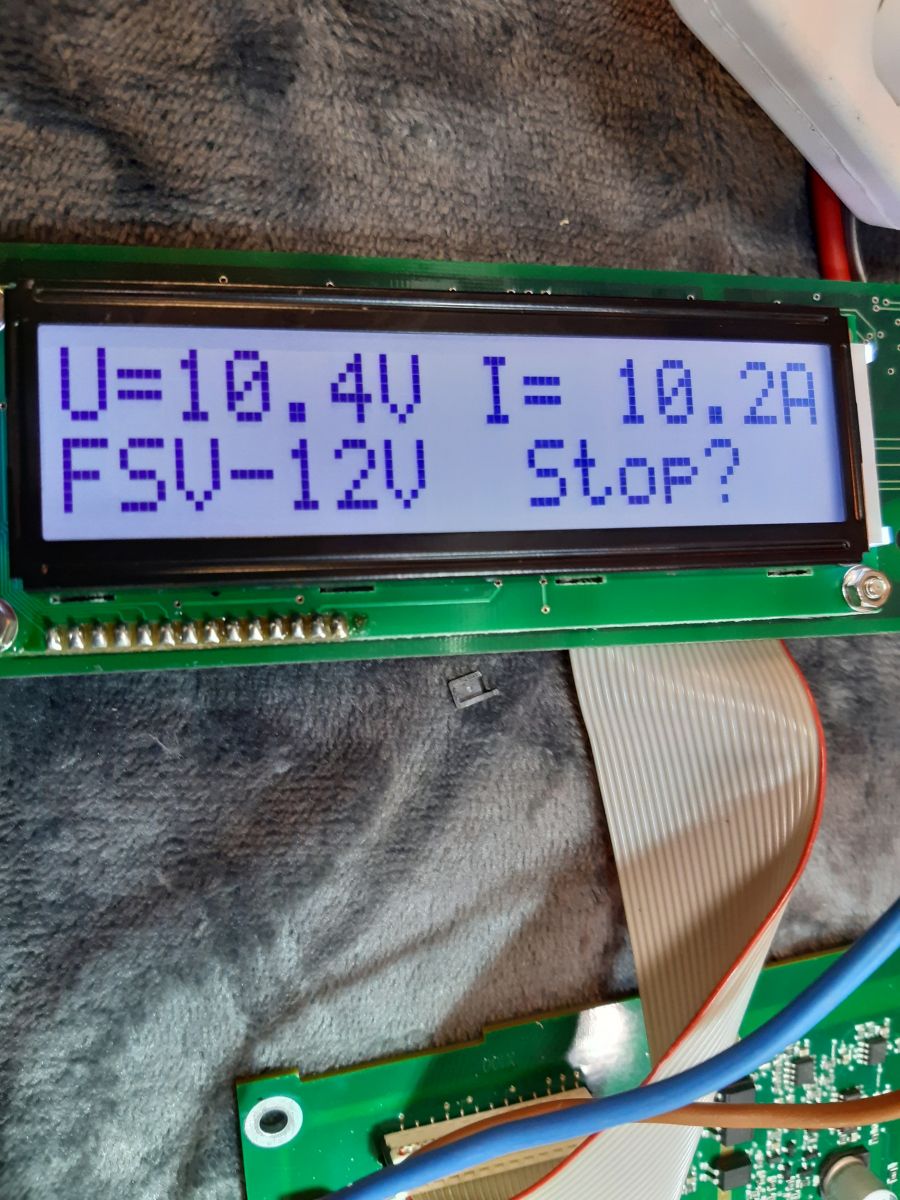 U=10.4V I= 10.2A
FSV-12V Stop?